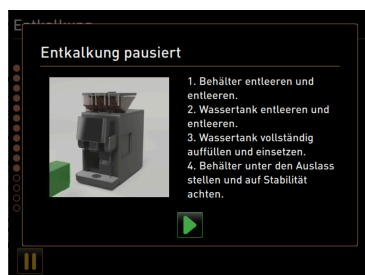 Entkalkung
Entkalkung pausiert
1. Behälter entleeren und
entleeren.
2. Wassertank entleeren und
entleeren.
3. Wassertank vollständig
auffüllen und einsetzen.
4. Behälter unter den Auslass
stellen und auf Stabilität
achten.